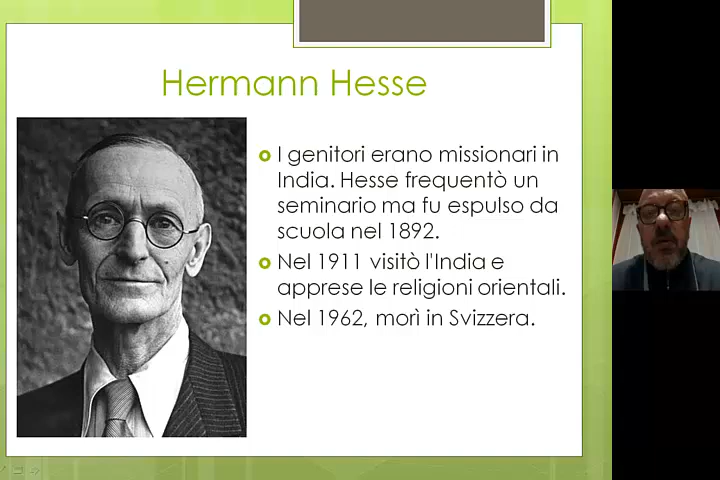 Hermann Hesse
I genitori erano missionari in
India. Hesse frequentò un
seminario ma fu espulso da
scuola nel 1892.
Nel 1911 visitò l'India e
apprese le religioni orientali.
Nel 1962, morì in Svizzera.